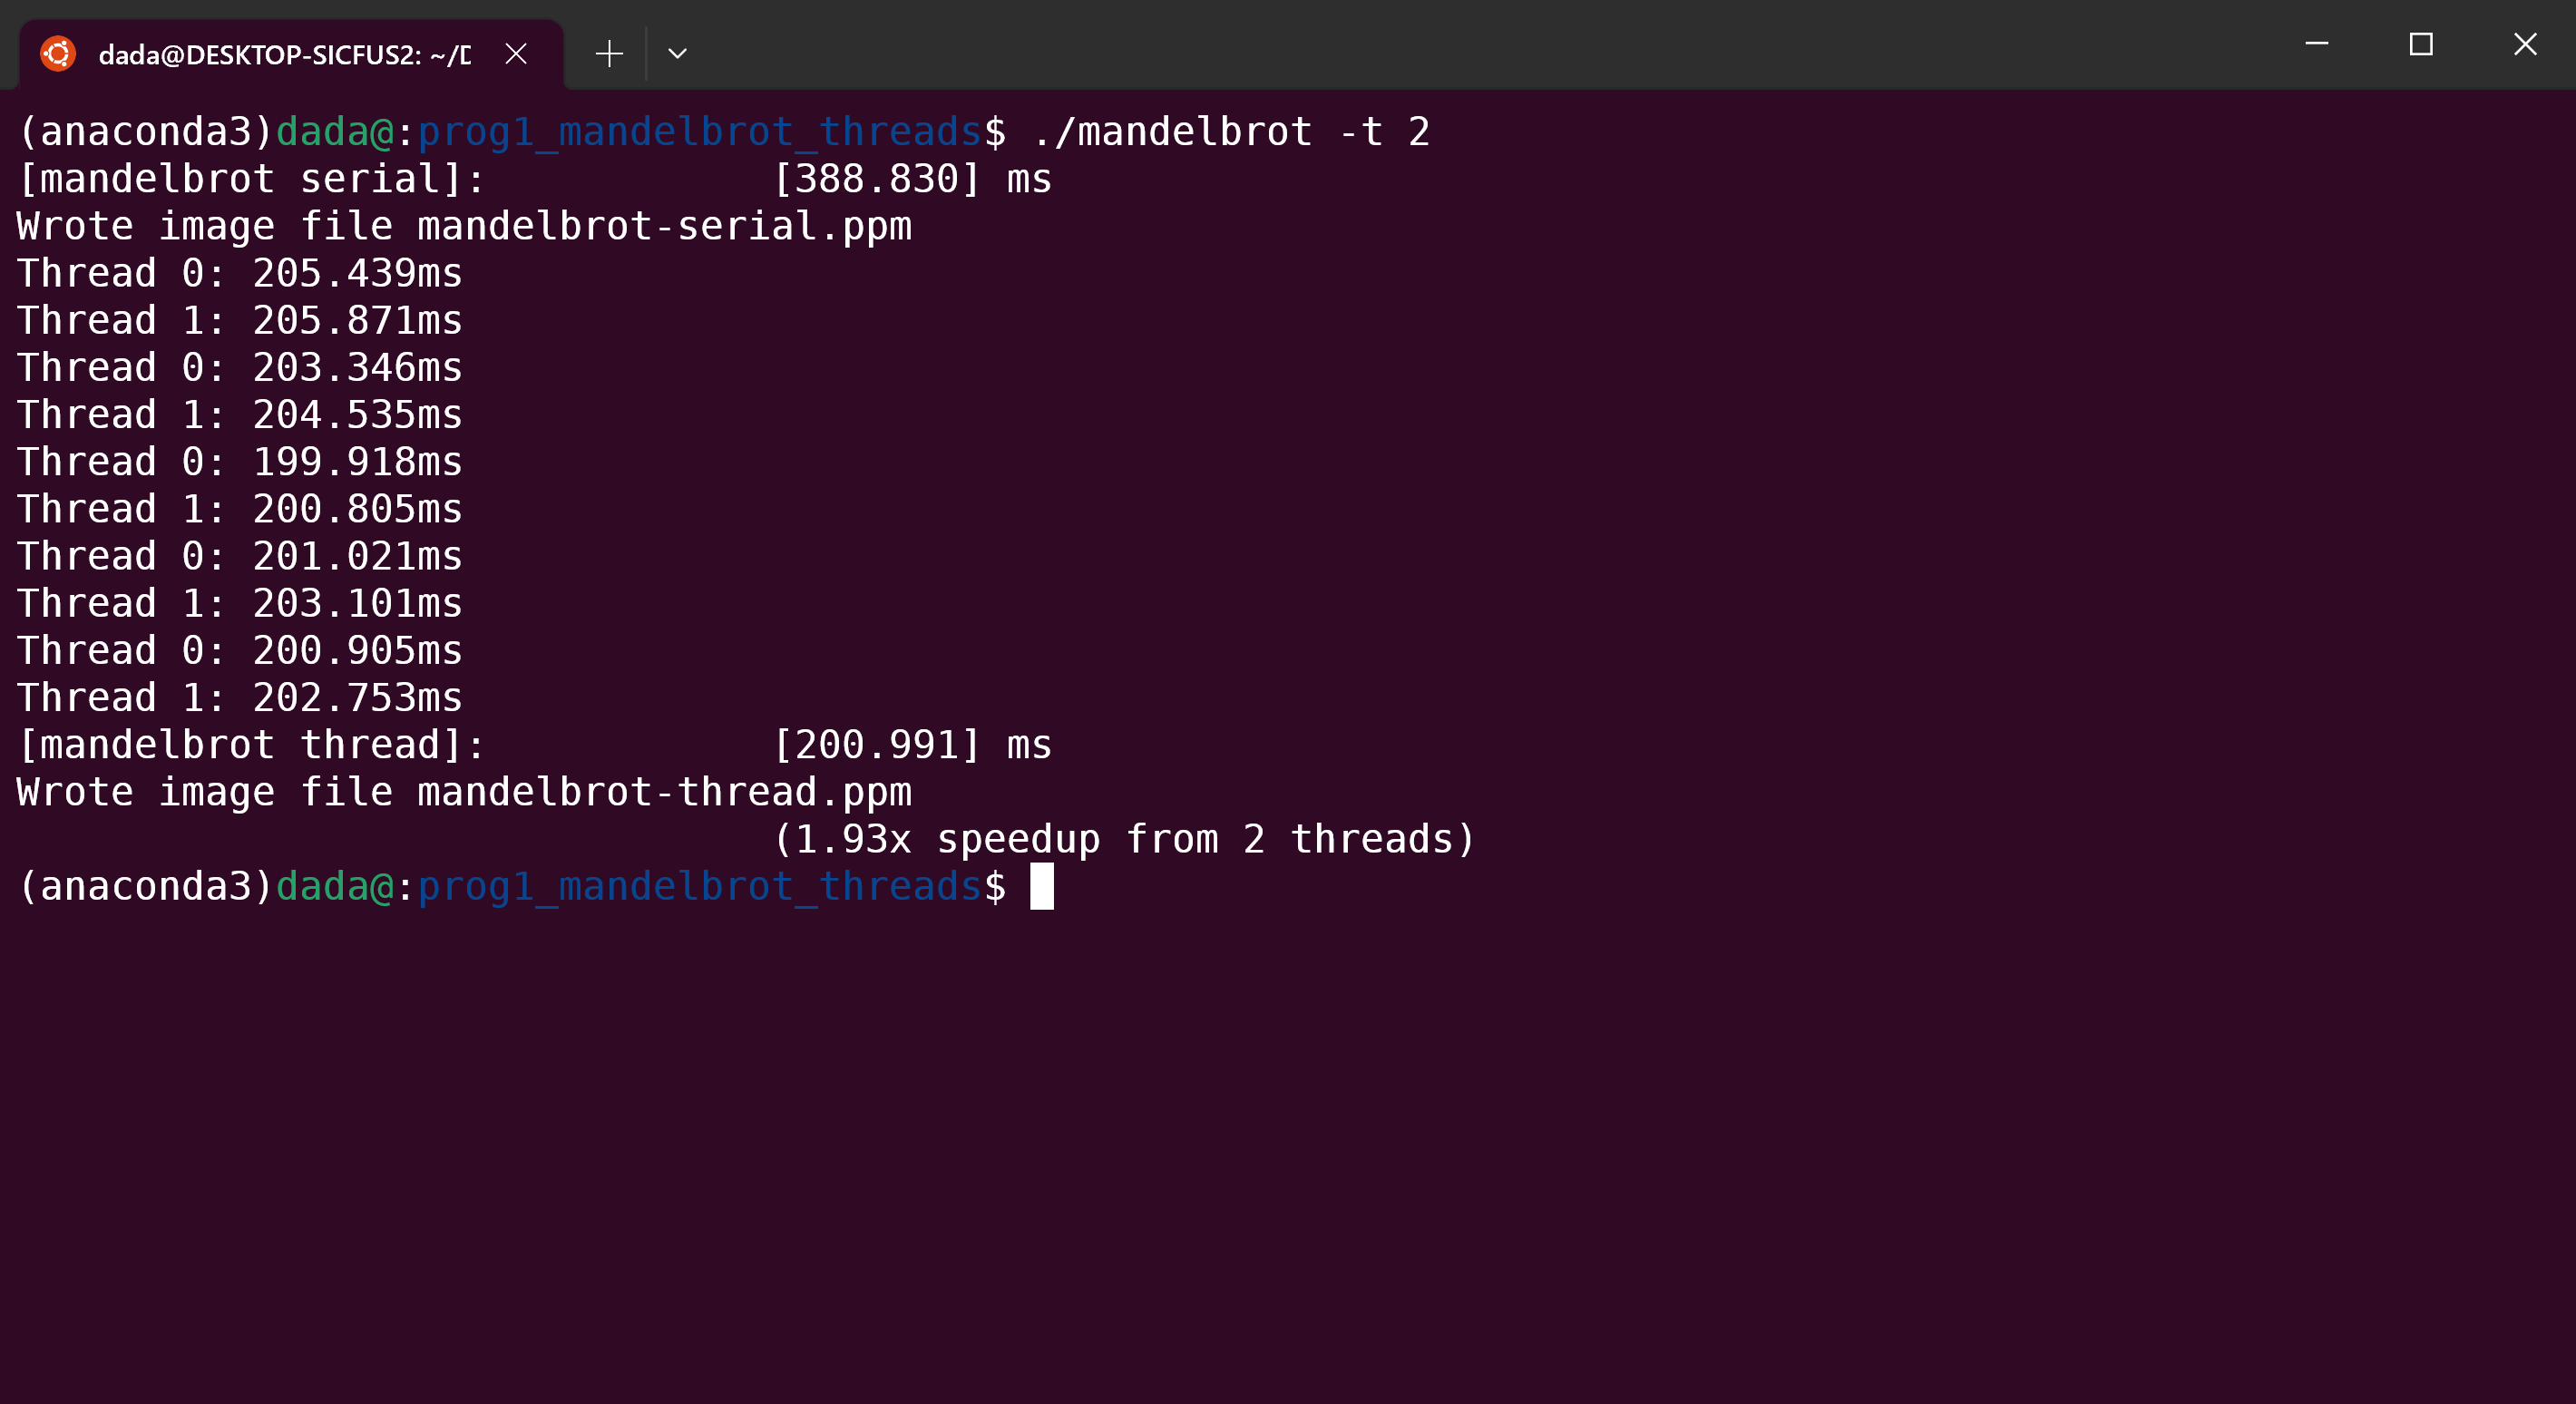 dada@DESKTOP-SICFUS2: ~/D
(anaconda3)dada@:prog1_mandelbrot_threads$ ./mandelbrot -t 2
[mandelbrot serial]:            [388.830] ms
Wrote image file mandelbrot-serial.ppm
Thread 0: 205.439ms
Thread 1: 205.871ms
Thread 0: 203.346ms
Thread 1: 204.535ms
Thread 0: 199.918ms
Thread 1: 200.805ms
Thread 0: 201.021ms
Thread 1: 203.101ms
Thread 0: 200.905ms
Thread 1: 202.753ms
[mandelbrot thread]:            [200.991] ms
Wrote image file mandelbrot-thread.ppm
                                (1.93x speedup from 2 threads)
(anaconda3)dada@:prog1_mandelbrot_threads$